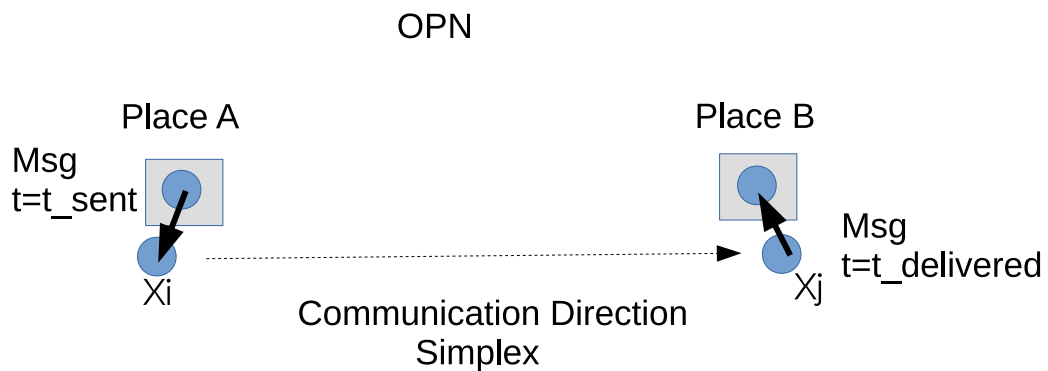 OPN
Place A
Place B
Msg
t=t_sent
Msg
t=t_delivered
Xi
Xj
Communication Direction
Simplex